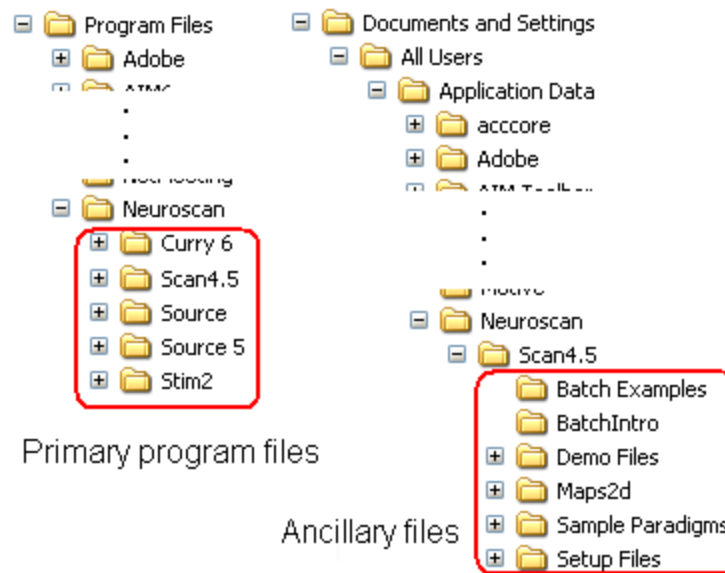 Program Files
Adobe
Neuroscan
Curry 6
Scan4.5
Source
Source 5
Stim2
Primary program files
Documents and Settings
All Users
Application Data
acccore
Adobe
Neuroscan
Scan4.5
Batch Examples
BatchIntro
Demo Files
Maps2d
Sample Paradigms
Setup Files
Ancillary files